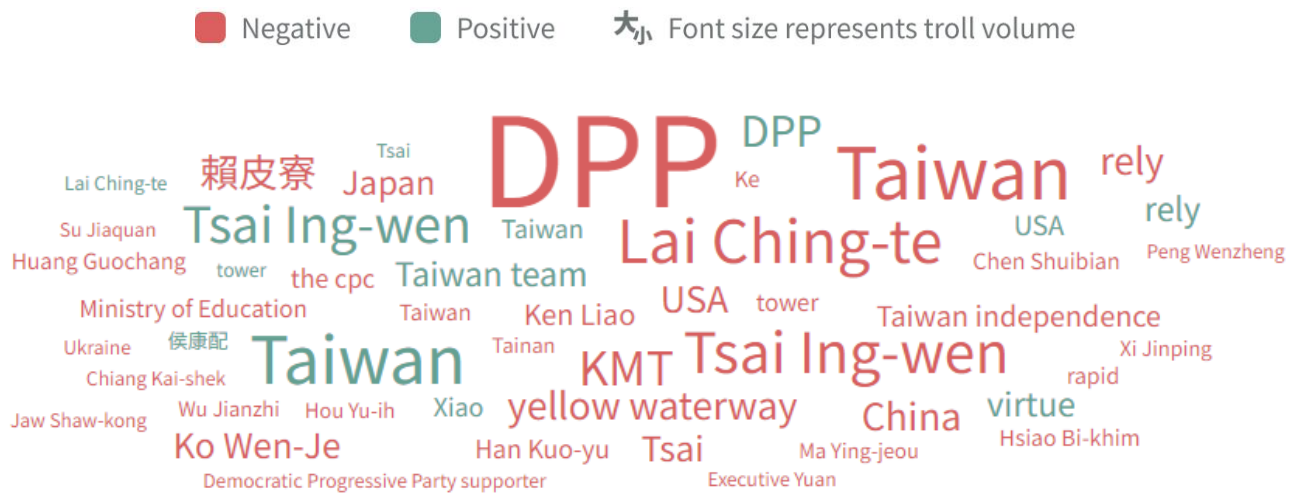 Negative Positive 大小 Font size represents troll volume
DPP DPP
Tsai Taiwan rely
Lai Ching-te 賴皮寮 Japan Ke
Tsai Ing-wen Taiwan Lai Ching-te USA rely
Su Jiaquan
Huang Guochang tower the cpc Taiwan team Chen Shuibian Peng Wenzheng
Ministry of Education Taiwan Ken Liao USA tower Taiwan independence
Ukraine 侯康配 Taiwan Tainan KMT Tsai Ing-wen Xi Jinping
Chiang Kai-shek rapid
Jaw Shaw-kong Wu Jianzhi Hou Yu-ih Xiao yellow waterway China virtue
Ko Wen-Je Han Kuo-yu Tsai Ma Ying-jeou Hsiao Bi-khim
Democratic Progressive Party supporter Executive Yuan